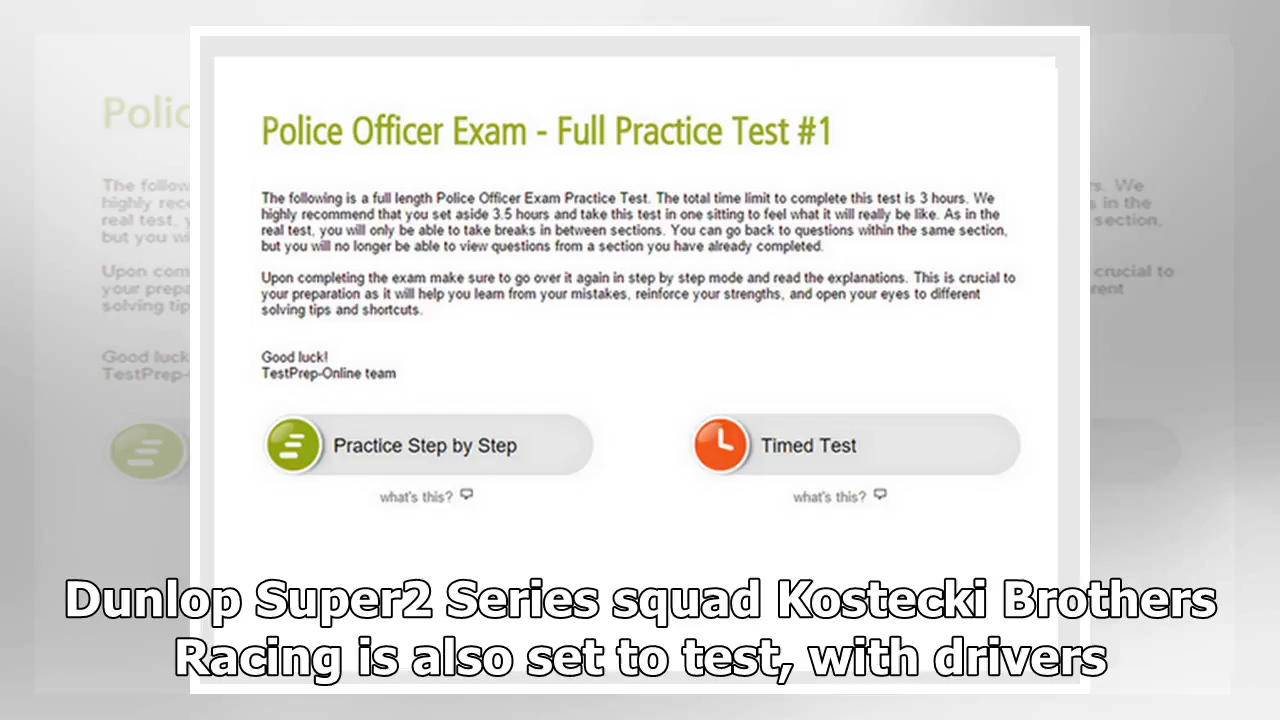 Police Officer Exam - Full Practice Test #1
The following is a full length Police Officer Exam Practice Test. The total time limit to complete this test is 3 hours. We
highly recommend that you set aside 3.5 hours and take this test in one sitting to feel what it will really be like. As in the
real test, you will only be able to take breaks in between sections. You can go back to questions within the same section,
but you will no longer be able to view questions from a section you have already completed.
Upon completing the exam make sure to go over it again in step by step mode and read the explanations. This is crucial to
your preparation as it will help you learn from your mistakes, reinforce your strengths, and open your eyes to different
solving tips and shortcuts.
Good luck!
TestPrep-Online team
Practice Step by Step
Timed Test
what's this?
what's this?
Dunlop Super2 Series squad Kostecki Brothers
Racing is also set to test, with drivers